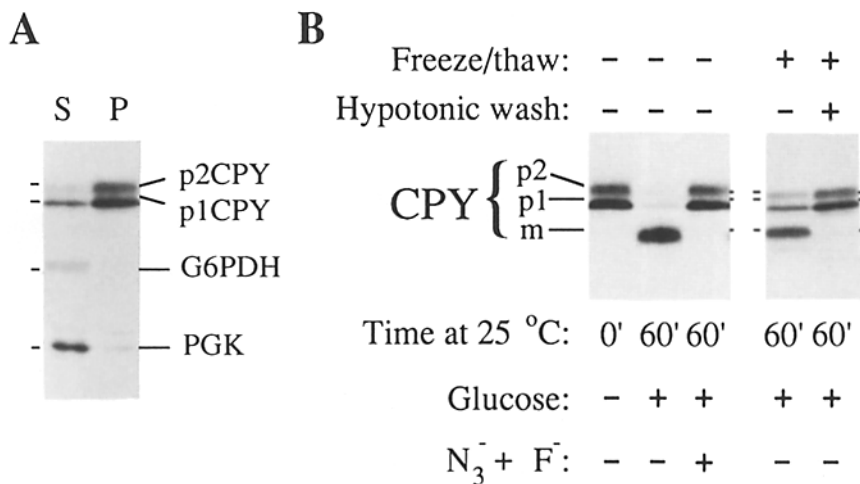 A
S P
p2CPY
p1CPY
G6PDH
PGK
B
Freeze/thaw: - - - + +
Hypotonic wash: - - - - +
CPY { p2
p1
m
Time at 25 °C: 0' 60' 60' 60' 60'
Glucose: - + + + +
N₃⁻ + F⁻: - - + - -